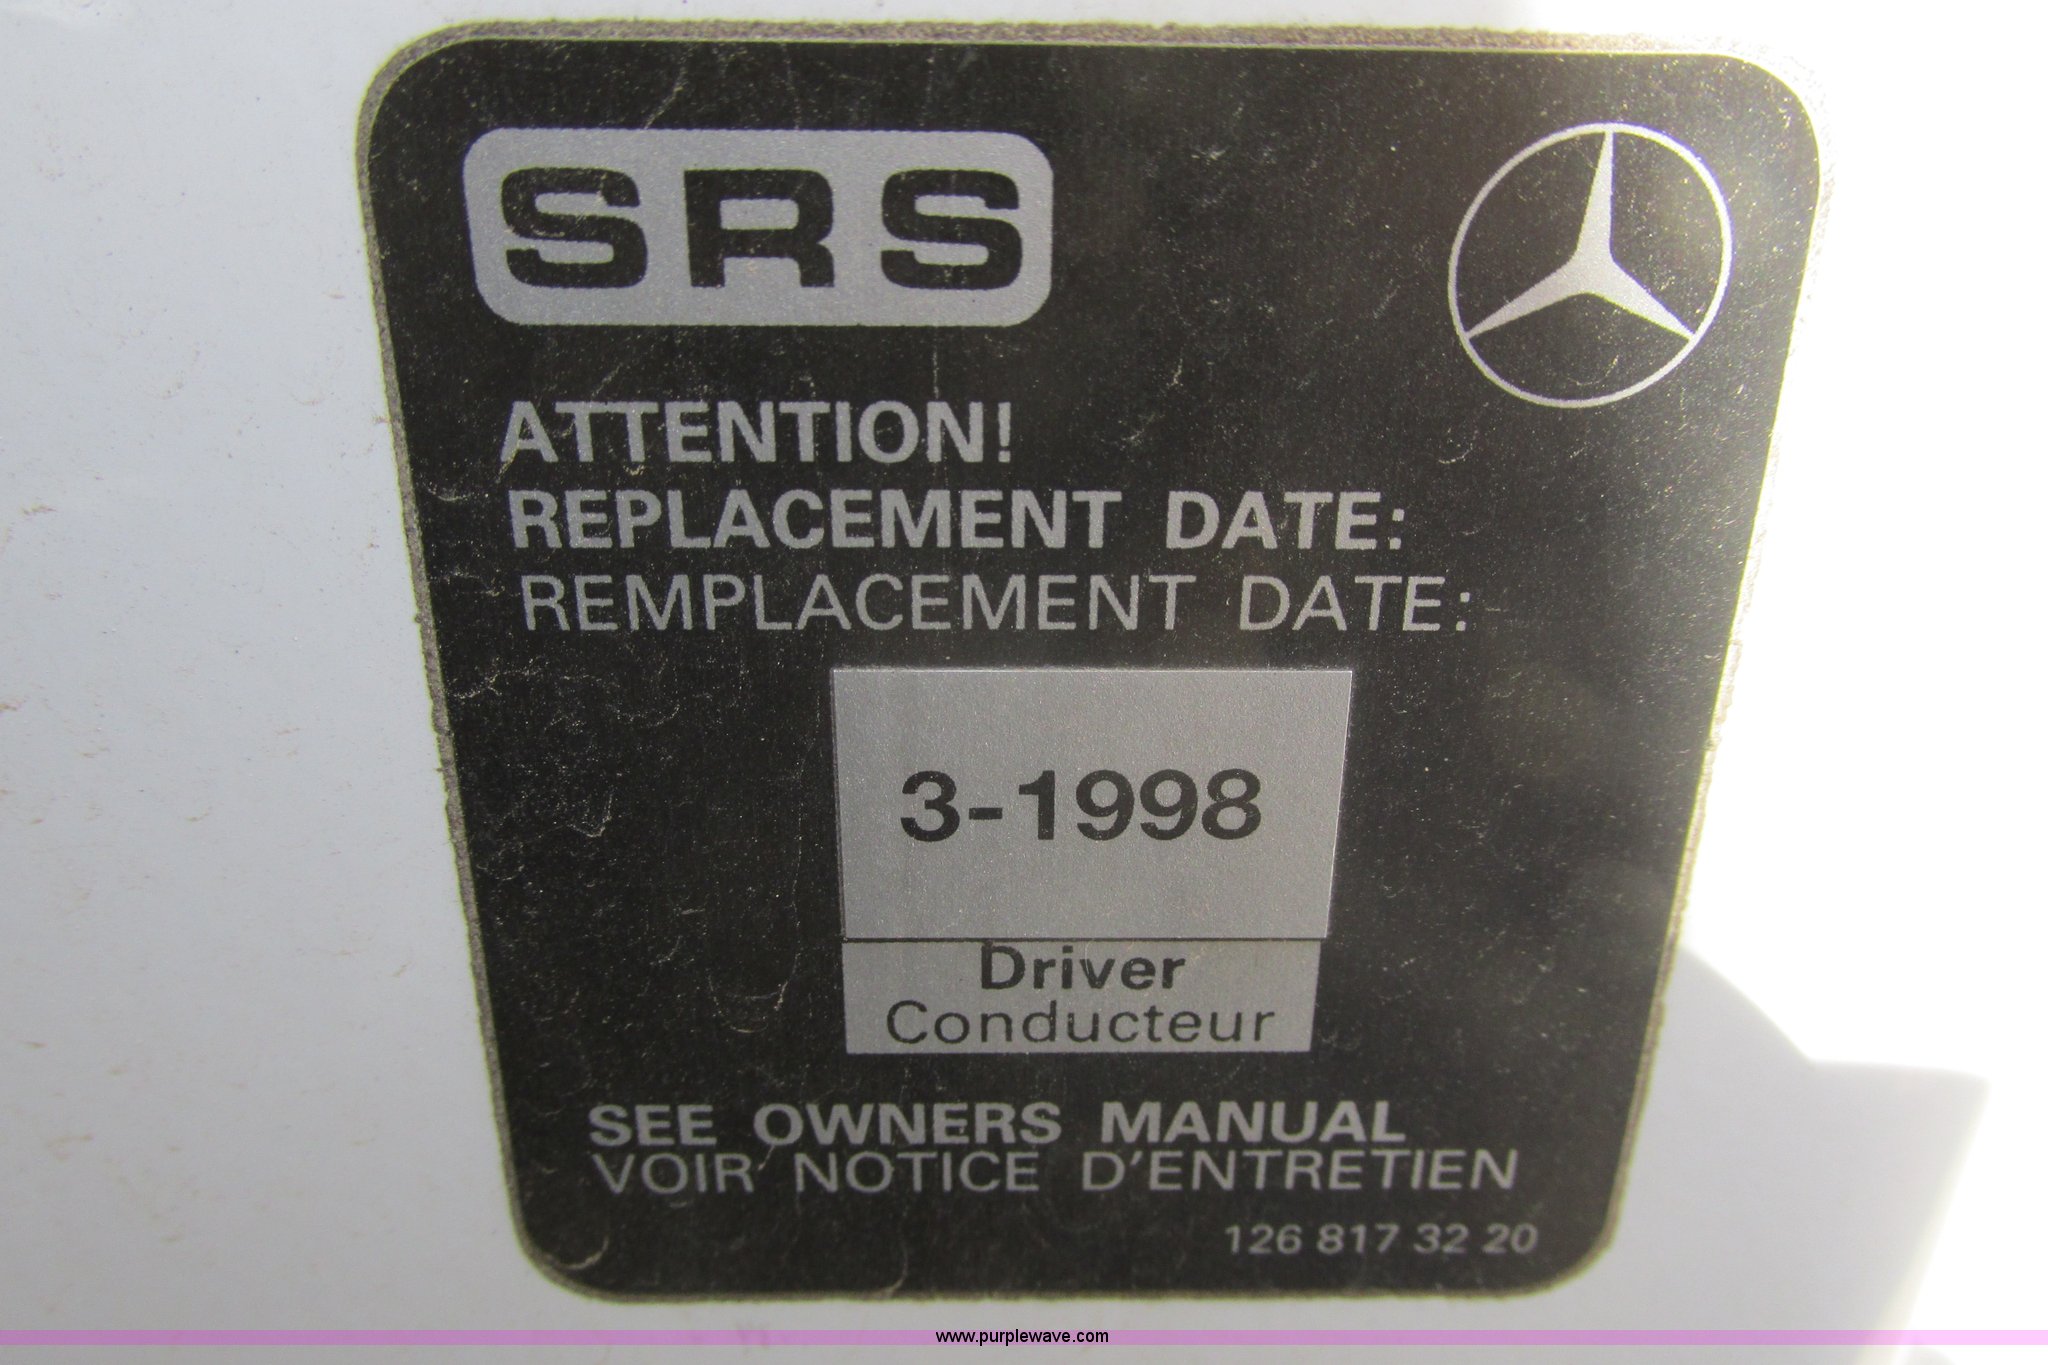 SRS
ATTENTION!
REPLACEMENT DATE:
REMPLACEMENT DATE:
3-1998
Driver
Conducteur
SEE OWNERS MANUAL
VOIR NOTICE D'ENTRETIEN
126 817 32 20
www.purplewave.com